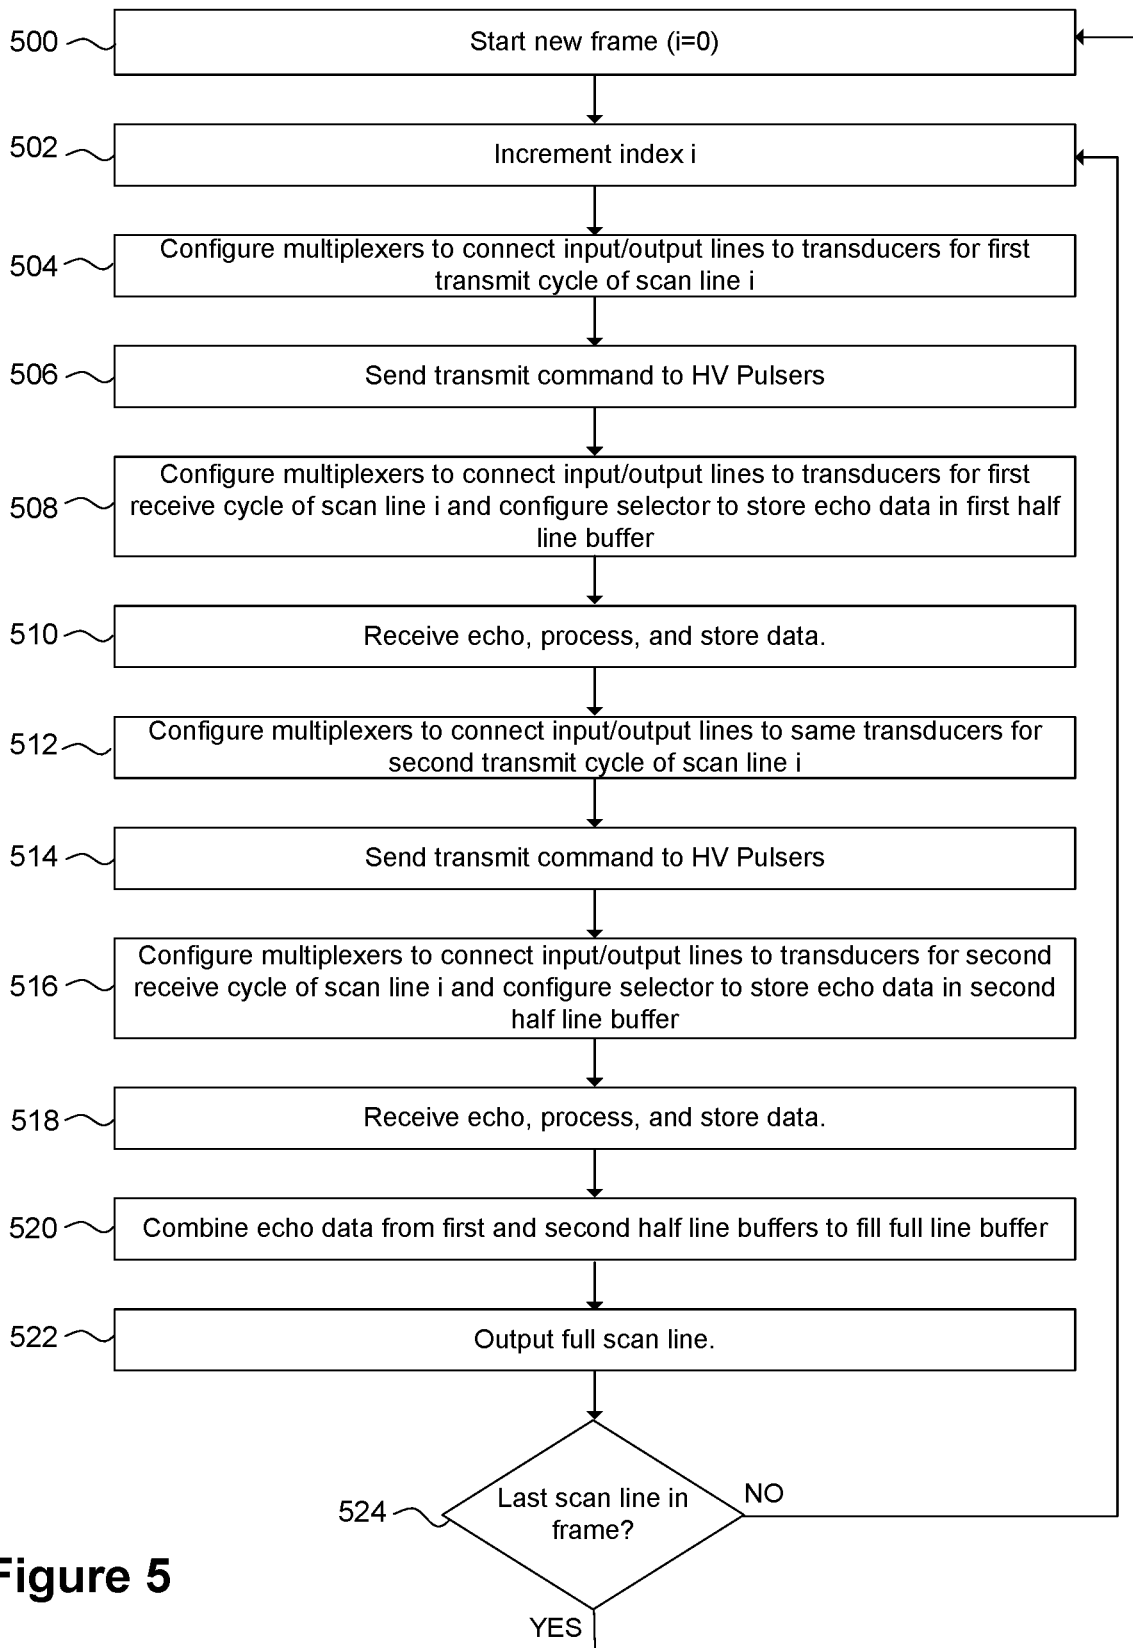 500
Start new frame (i=0)
502
Increment index i
504
Configure multiplexers to connect input/output lines to transducers for first
transmit cycle of scan line i
506
Send transmit command to HV Pulsers
508
Configure multiplexers to connect input/output lines to transducers for first
receive cycle of scan line i and configure selector to store echo data in first half
line buffer
510
Receive echo, process, and store data.
512
Configure multiplexers to connect input/output lines to same transducers for
second transmit cycle of scan line i
514
Send transmit command to HV Pulsers
516
Configure multiplexers to connect input/output lines to transducers for second
receive cycle of scan line i and configure selector to store echo data in second
half line buffer
518
Receive echo, process, and store data.
520
Combine echo data from first and second half line buffers to fill full line buffer
522
Output full scan line.
524
Last scan line in
frame?
NO
YES
Figure 5